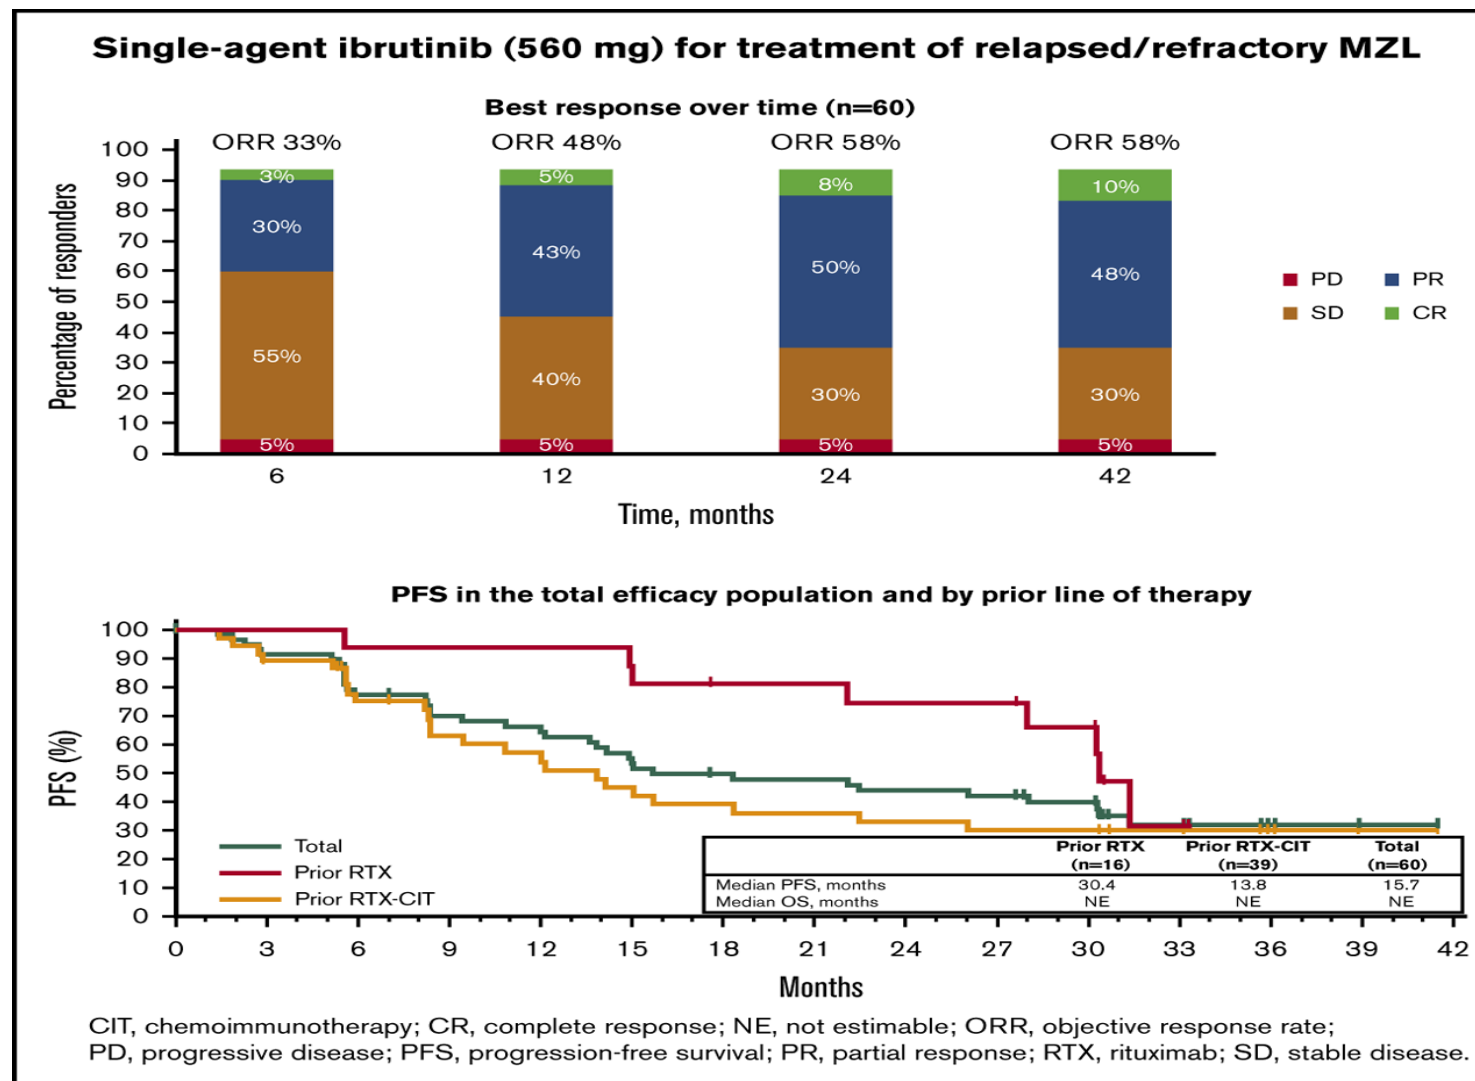 Single-agent ibrutinib (560 mg) for treatment of relapsed/refractory MZL
Best response over time (n=60)
ORR 33% ORR 48% ORR 58% ORR 58%
Percentage of responders
100
90
80
70
60
50
40
30
20
10
0
3% 5% 8% 10%
30% 43% 50% 48%
55% 40% 30% 30%
5% 5% 5% 5%
6 12 24 42
Time, months
PD PR
SD CR
PFS in the total efficacy population and by prior line of therapy
PFS (%)
100
90
80
70
60
50
40
30
20
10
0
Total
Prior RTX
Prior RTX-CIT
Prior RTX (n=16) Prior RTX-CIT (n=39) Total (n=60)
Median PFS, months 30.4 13.8 15.7
Median OS, months NE NE NE
0 3 6 9 12 15 18 21 24 27 30 33 36 39 42
Months
CIT, chemoimmunotherapy; CR, complete response; NE, not estimable; ORR, objective response rate;
PD, progressive disease; PFS, progression-free survival; PR, partial response; RTX, rituximab; SD, stable disease.